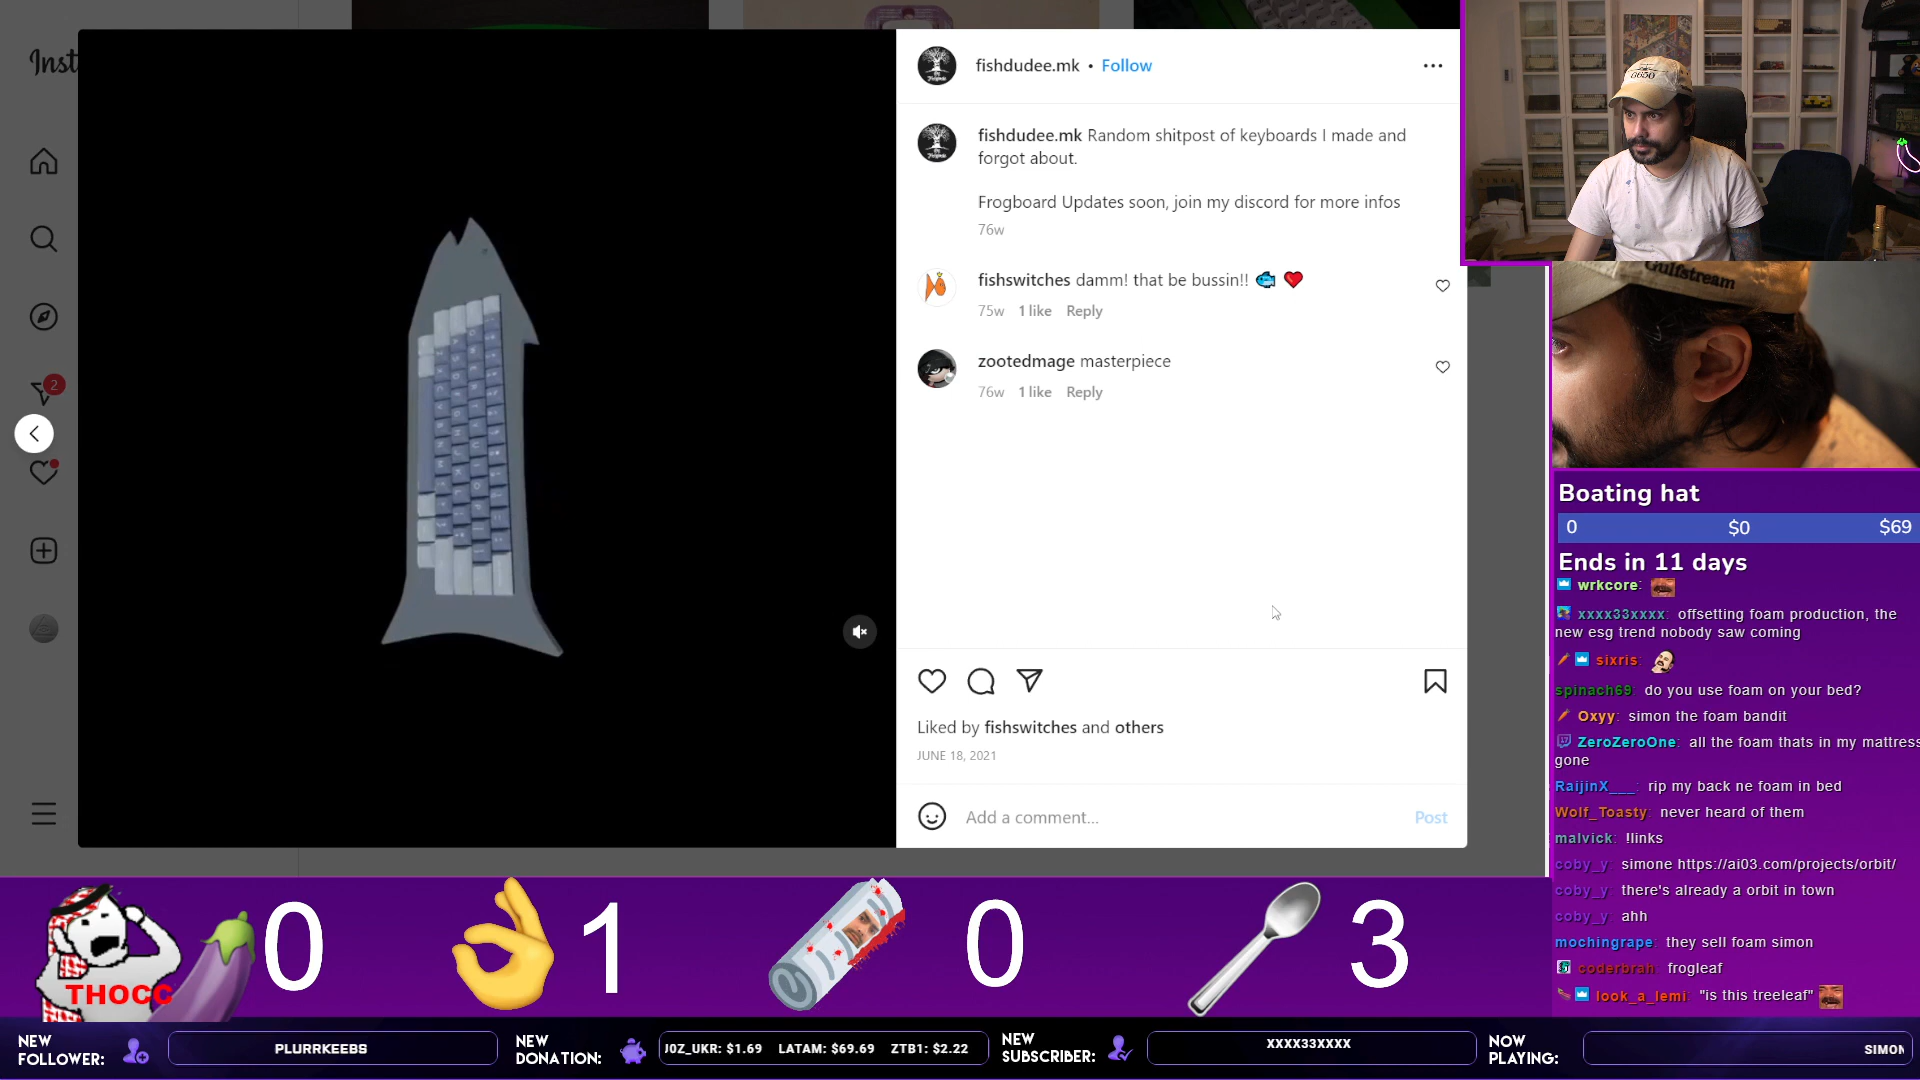 Inst
fishdudee.mk • Follow
fishdudee.mk Random shitpost of keyboards I made and
forgot about.
Frogboard Updates soon, join my discord for more infos
76w
fishswitches damm! that be bussin!! 🐟 ❤️
75w 1 like Reply
zootedmage masterpiece
76w 1 like Reply
2
Liked by fishswitches and others
JUNE 18, 2021
Add a comment... Post
G650
Gulfstream
Boating hat
0 $0 $69
Ends in 11 days
wrkcore:
xxxx33xxxx: offsetting foam production, the
new esg trend nobody saw coming
sixris:
spinach69: do you use foam on your bed?
Oxyy: simon the foam bandit
ZeroZeroOne: all the foam thats in my mattress
gone
RaijinX___: rip my back ne foam in bed
Wolf_Toasty: never heard of them
malvick: !links
coby_y: simone https://ai03.com/projects/orbit/
coby_y: there's already a orbit in town
coby_y: ahh
mochingrape: they sell foam simon
coderbrah: frogleaf
look_a_lemi: "is this treeleaf"
THOCC
0 1 0 3
NEW
FOLLOWER:
PLURRKEEBS
NEW
DONATION:
J0Z_UKR: $1.69 LATAM: $69.69 ZTB1: $2.22
NEW
SUBSCRIBER:
XXXX33XXXX
NOW
PLAYING:
SIMON